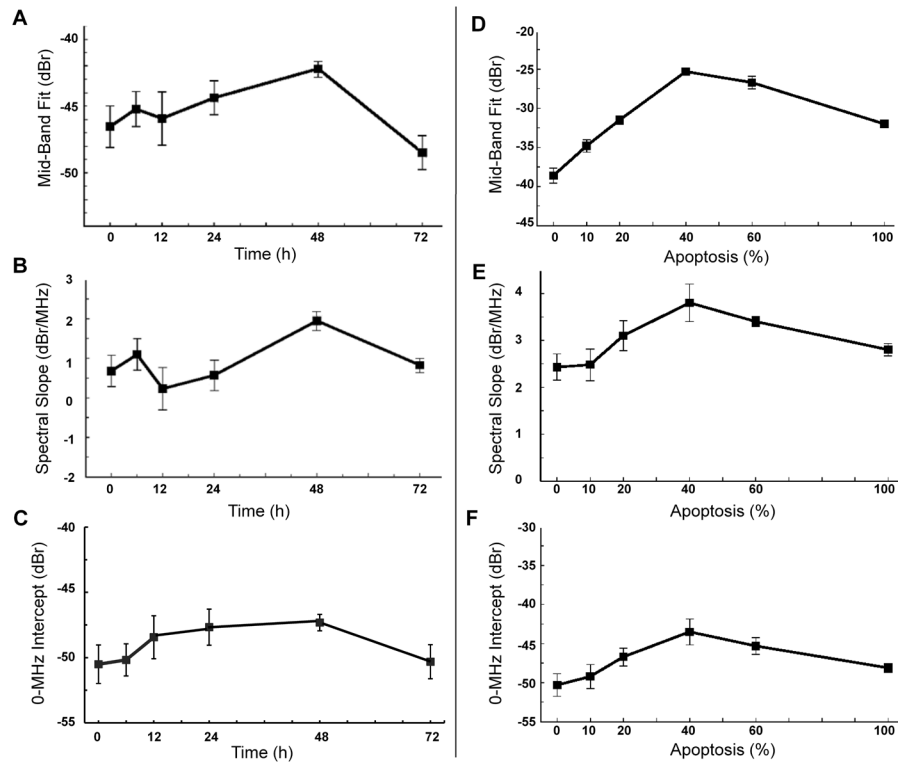 A
Mid-Band Fit (dBr)
-40
-45
-50
0 12 24 48 72
Time (h)
B
Spectral Slope (dBr/MHz)
3
2
1
0
-1
-2
0 12 24 48 72
Time (h)
C
0-MHz Intercept (dBr)
-40
-45
-50
-55
0 12 24 48 72
Time (h)
D
Mid-Band Fit (dBr)
-20
-25
-30
-35
-40
-45
0 10 20 40 60 100
Apoptosis (%)
E
Spectral Slope (dBr/MHz)
4
3
2
1
0
0 10 20 40 60 100
Apoptosis (%)
F
0-MHz Intercept (dBr)
-30
-35
-40
-45
-50
-55
0 10 20 40 60 100
Apoptosis (%)